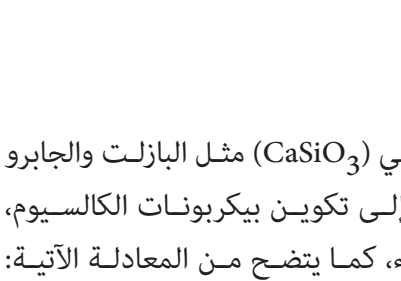 (CaSiO3) مثل البازلت والجابرو
إلى تكوين بيكربونات الكالسيوم،
كما يتضح من المعادلة الآتية: